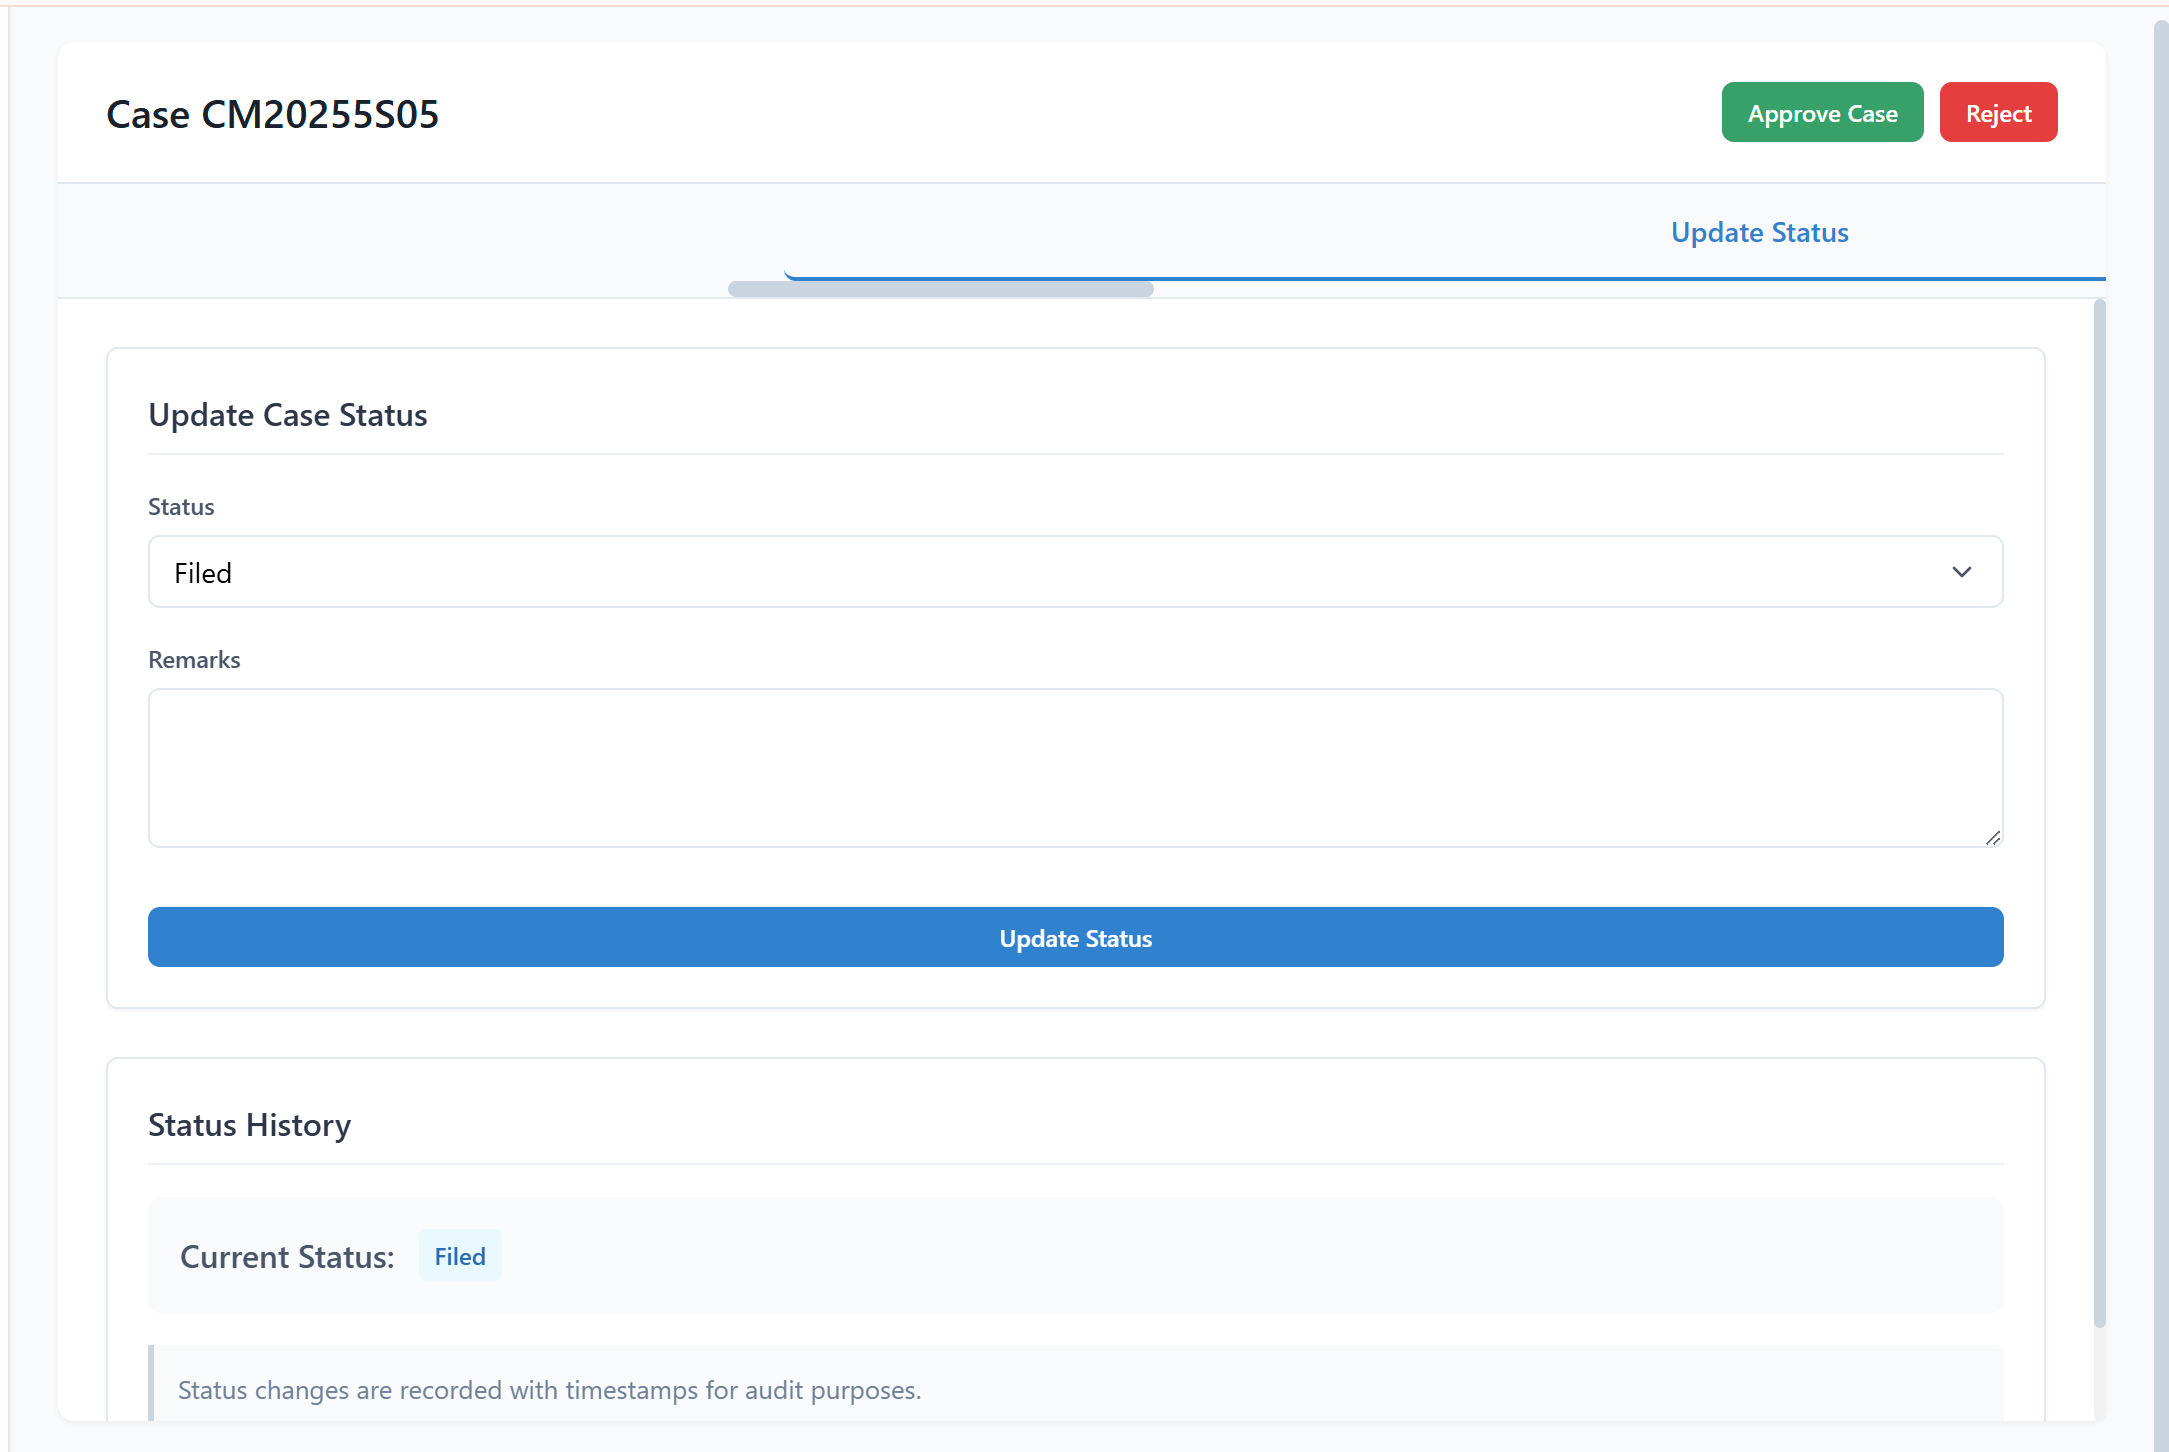 Case CM20255S05
Approve Case
Reject
Update Status
Update Case Status
Status
Filed
Remarks
Update Status
Status History
Current Status: Filed
Status changes are recorded with timestamps for audit purposes.